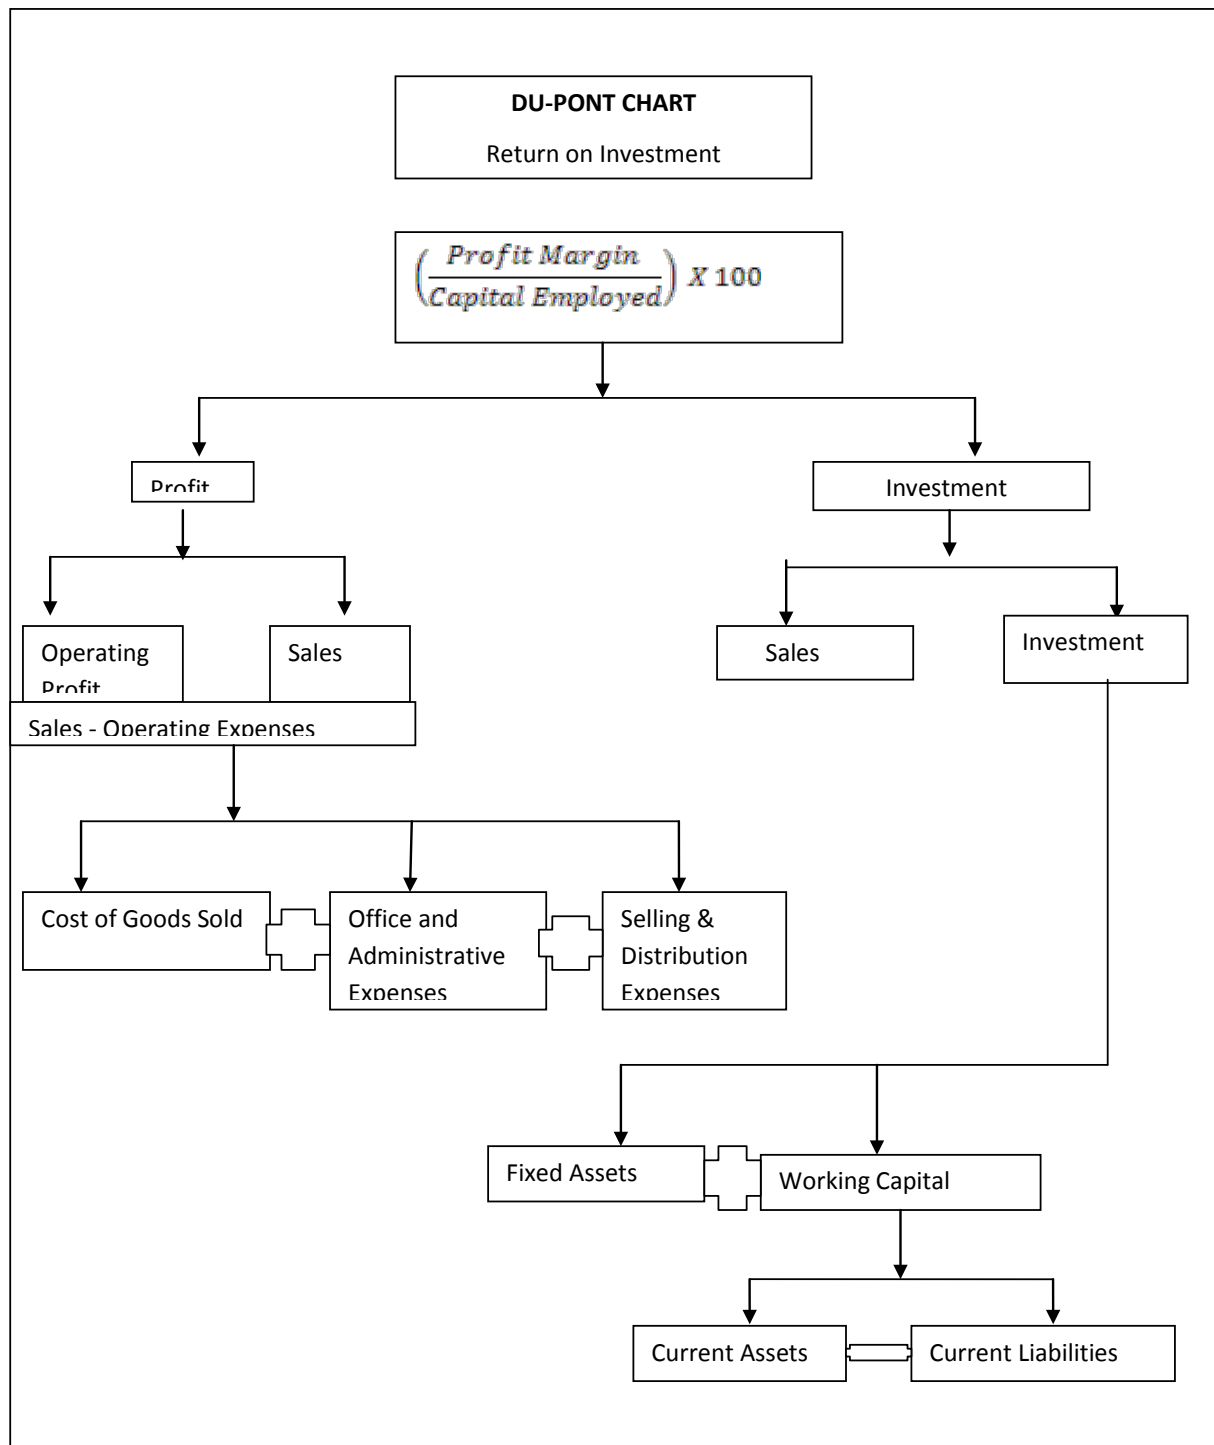 DU-PONT CHART
Return on Investment
(Profit Margin / Capital Employed) X 100
Profit
Investment
Operating
Profit
Sales
Sales
Investment
Sales - Operating Expenses
Cost of Goods Sold
Office and
Administrative
Expenses
Selling &
Distribution
Expenses
Fixed Assets
Working Capital
Current Assets
Current Liabilities